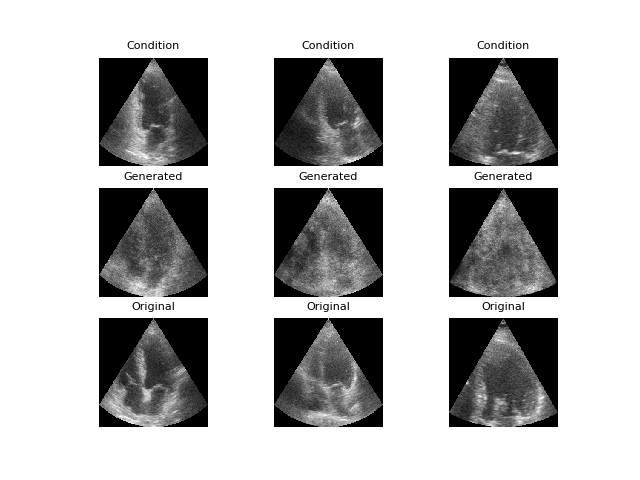 Condition Condition Condition
Generated Generated Generated
Original Original Original